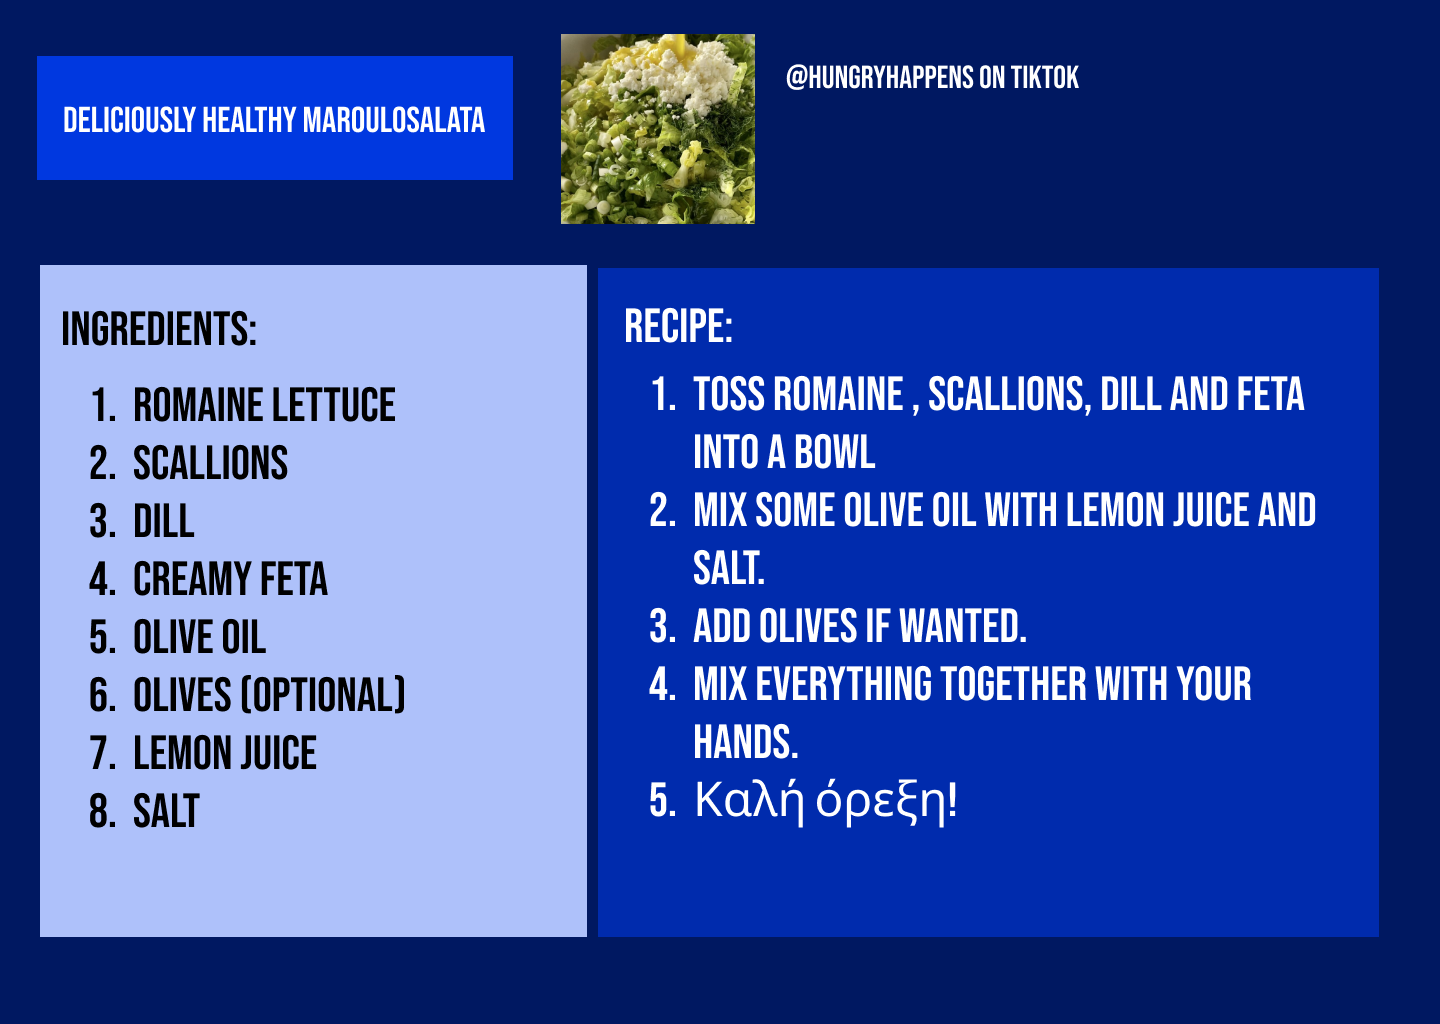 DELICIOUSLY HEALTHY MAROULOSALATA
@HUNGRYHAPPENS ON TIKTOK
INGREDIENTS:
1. ROMAINE LETTUCE
2. SCALLIONS
3. DILL
4. CREAMY FETA
5. OLIVE OIL
6. OLIVES (OPTIONAL)
7. LEMON JUICE
8. SALT
RECIPE:
1. TOSS ROMAINE , SCALLIONS, DILL AND FETA
INTO A BOWL
2. MIX SOME OLIVE OIL WITH LEMON JUICE AND
SALT.
3. ADD OLIVES IF WANTED.
4. MIX EVERYTHING TOGETHER WITH YOUR
HANDS.
5. Καλή όρεξη!